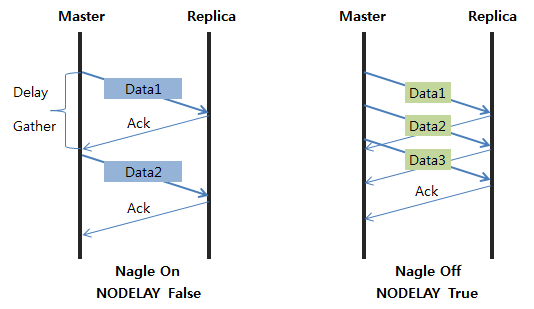 Master Replica
Delay
Gather
Data1
Ack
Data2
Ack
Nagle On
NODELAY False
Master Replica
Data1
Data2
Data3
Ack
Nagle Off
NODELAY True